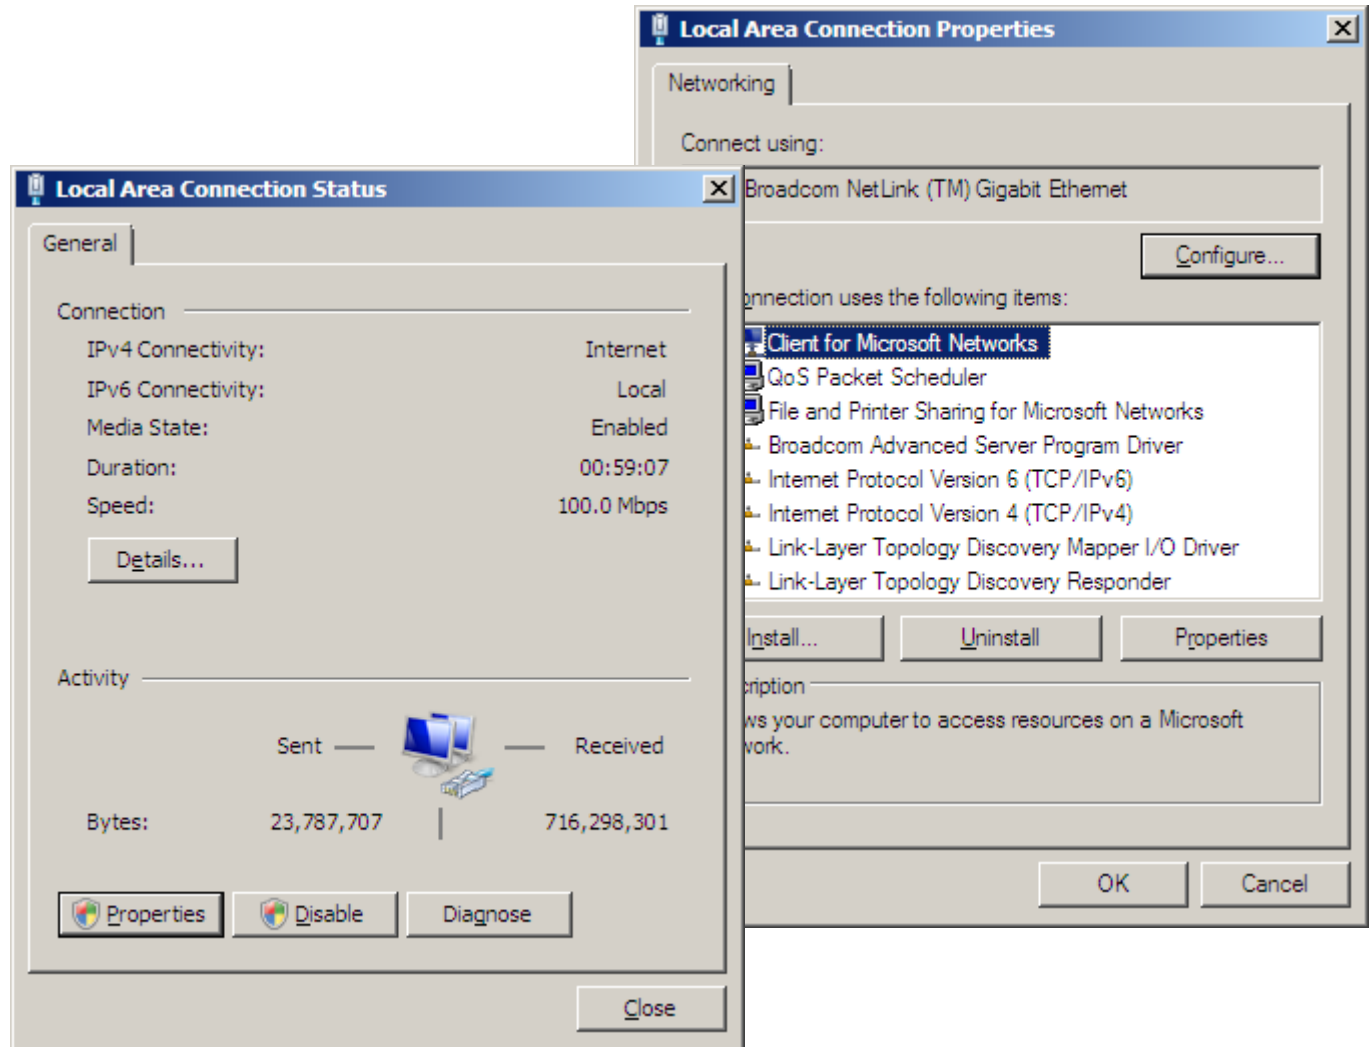 Local Area Connection Properties
Networking
Connect using:
Broadcom NetLink (TM) Gigabit Ethernet
Configure...
onnection uses the following items:
Client for Microsoft Networks
QoS Packet Scheduler
File and Printer Sharing for Microsoft Networks
Broadcom Advanced Server Program Driver
Internet Protocol Version 6 (TCP/IPv6)
Internet Protocol Version 4 (TCP/IPv4)
Link-Layer Topology Discovery Mapper I/O Driver
Link-Layer Topology Discovery Responder
Install... Uninstall Properties
cription
ws your computer to access resources on a Microsoft
work.
OK Cancel
Local Area Connection Status
General
Connection
IPv4 Connectivity: Internet
IPv6 Connectivity: Local
Media State: Enabled
Duration: 00:59:07
Speed: 100.0 Mbps
Details...
Activity
Sent Received
Bytes: 23,787,707 716,298,301
Properties Disable Diagnose
Close